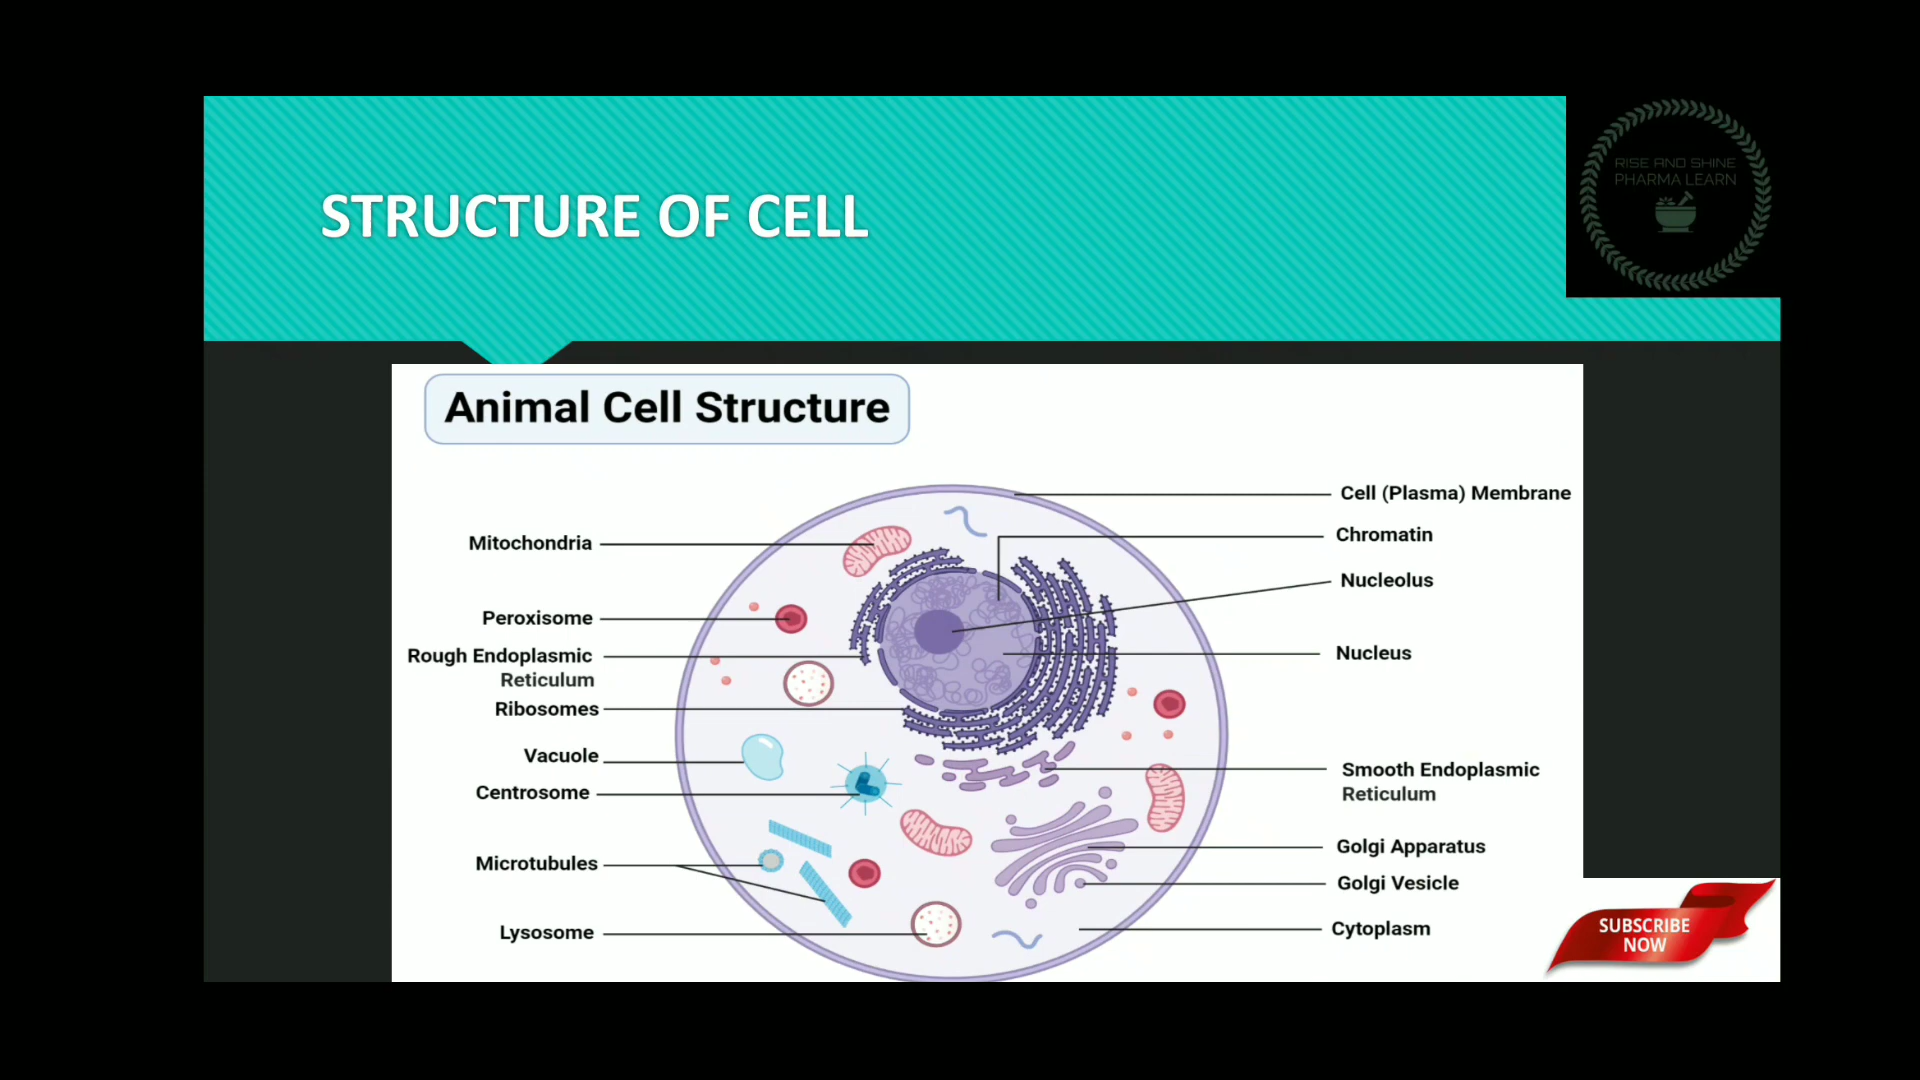 STRUCTURE OF CELL
RISE AND SHINE
PHARMA LEARN
Animal Cell Structure
Mitochondria
Peroxisome
Rough Endoplasmic
Reticulum
Ribosomes
Vacuole
Centrosome
Microtubules
Lysosome
Cell (Plasma) Membrane
Chromatin
Nucleolus
Nucleus
Smooth Endoplasmic
Reticulum
Golgi Apparatus
Golgi Vesicle
Cytoplasm
SUBSCRIBE
NOW